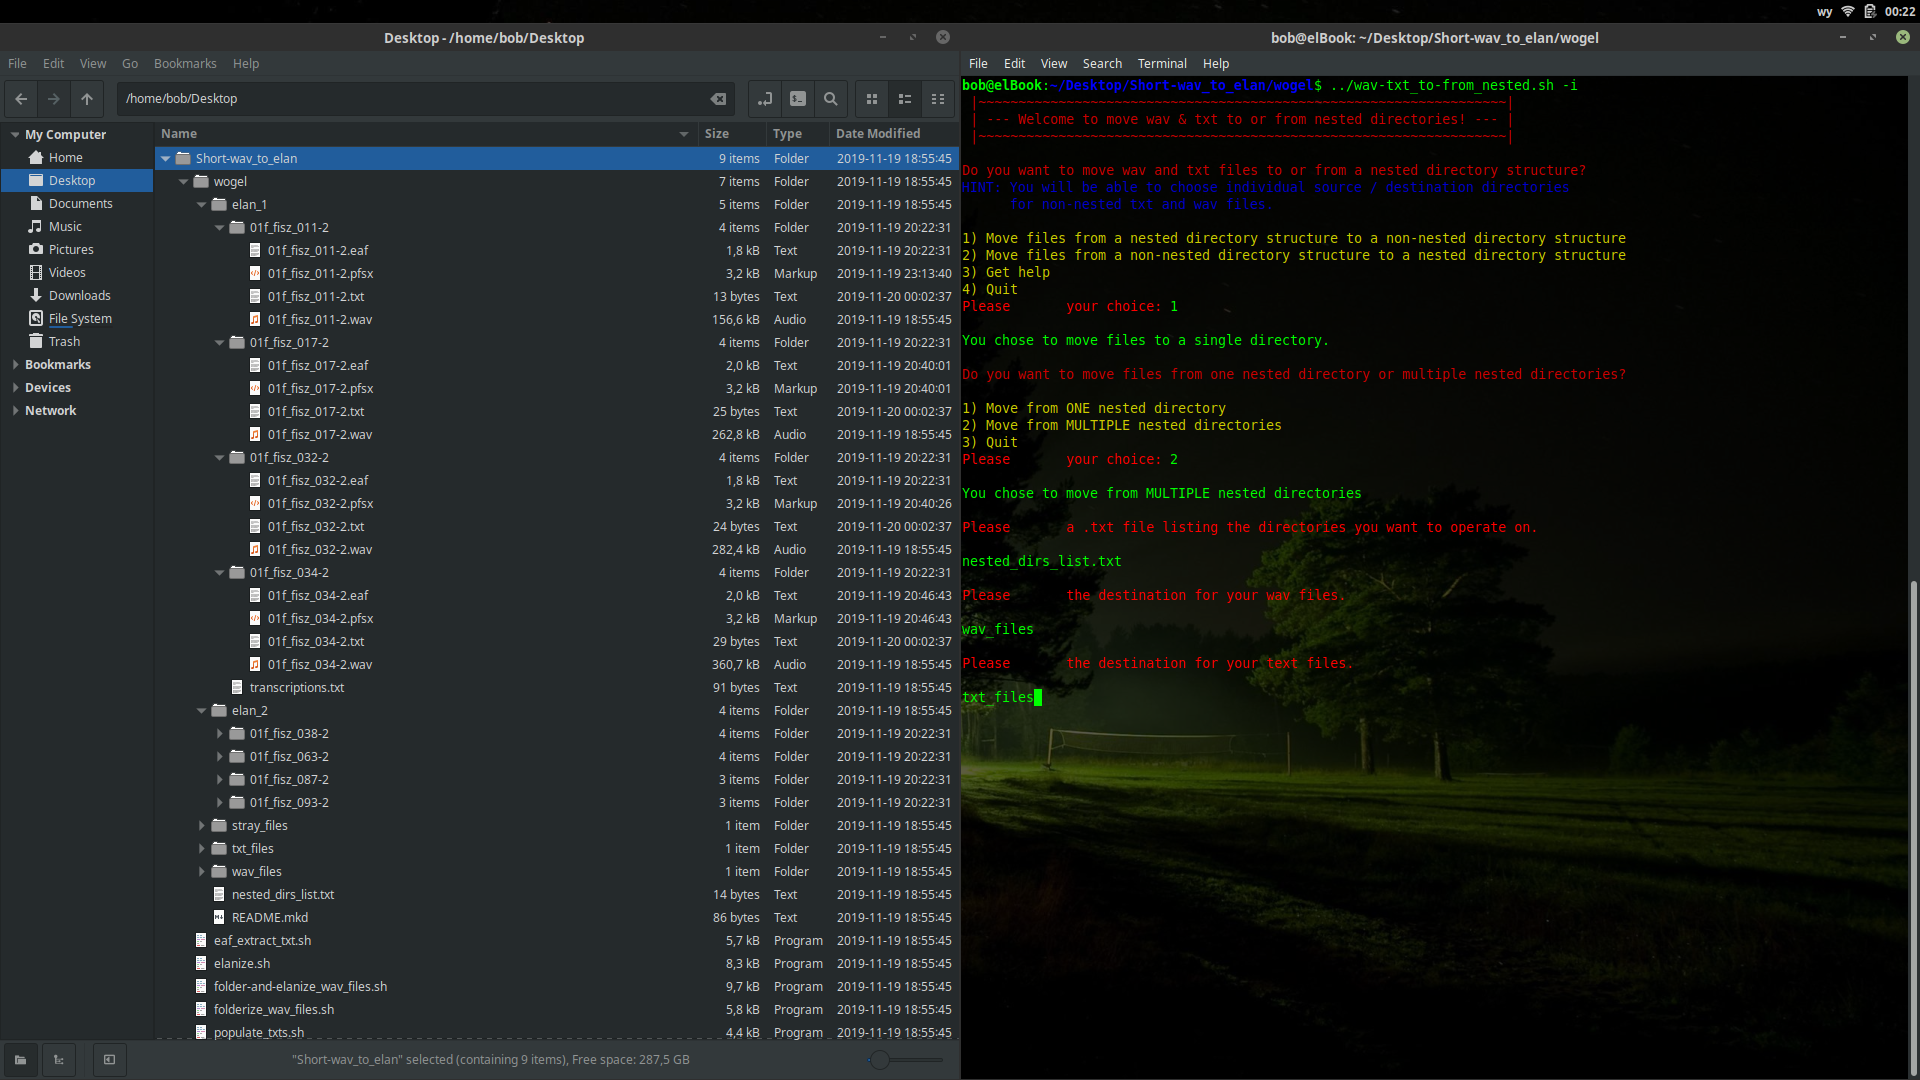 wy 00:22
Desktop - /home/bob/Desktop
File Edit View Go Bookmarks Help
/home/bob/Desktop
My Computer
Home
Desktop
Documents
Music
Pictures
Videos
Downloads
File System
Trash
Bookmarks
Devices
Network
Name Size Type Date Modified
Short-wav_to_elan 9 items Folder 2019-11-19 18:55:45
wogel 7 items Folder 2019-11-19 18:55:45
elan_1 5 items Folder 2019-11-19 18:55:45
01f_fisz_011-2 4 items Folder 2019-11-19 20:22:31
01f_fisz_011-2.eaf 1,8 kB Text 2019-11-19 20:22:31
01f_fisz_011-2.pfsx 3,2 kB Markup 2019-11-19 23:13:40
01f_fisz_011-2.txt 13 bytes Text 2019-11-20 00:02:37
01f_fisz_011-2.wav 156,6 kB Audio 2019-11-19 18:55:45
01f_fisz_017-2 4 items Folder 2019-11-19 20:22:31
01f_fisz_017-2.eaf 2,0 kB Text 2019-11-19 20:40:01
01f_fisz_017-2.pfsx 3,2 kB Markup 2019-11-19 20:40:01
01f_fisz_017-2.txt 25 bytes Text 2019-11-20 00:02:37
01f_fisz_017-2.wav 262,8 kB Audio 2019-11-19 18:55:45
01f_fisz_032-2 4 items Folder 2019-11-19 20:22:31
01f_fisz_032-2.eaf 1,8 kB Text 2019-11-19 20:22:31
01f_fisz_032-2.pfsx 3,2 kB Markup 2019-11-19 20:40:26
01f_fisz_032-2.txt 24 bytes Text 2019-11-20 00:02:37
01f_fisz_032-2.wav 282,4 kB Audio 2019-11-19 18:55:45
01f_fisz_034-2 4 items Folder 2019-11-19 20:22:31
01f_fisz_034-2.eaf 2,0 kB Text 2019-11-19 20:46:43
01f_fisz_034-2.pfsx 3,2 kB Markup 2019-11-19 20:46:43
01f_fisz_034-2.txt 29 bytes Text 2019-11-20 00:02:37
01f_fisz_034-2.wav 360,7 kB Audio 2019-11-19 18:55:45
transcriptions.txt 91 bytes Text 2019-11-19 18:55:45
elan_2 4 items Folder 2019-11-19 18:55:45
01f_fisz_038-2 4 items Folder 2019-11-19 20:22:31
01f_fisz_063-2 4 items Folder 2019-11-19 20:22:31
01f_fisz_087-2 3 items Folder 2019-11-19 20:22:31
01f_fisz_093-2 3 items Folder 2019-11-19 20:22:31
stray_files 1 item Folder 2019-11-19 18:55:45
txt_files 1 item Folder 2019-11-19 18:55:45
wav_files 1 item Folder 2019-11-19 18:55:45
nested_dirs_list.txt 14 bytes Text 2019-11-19 18:55:45
README.mkd 86 bytes Text 2019-11-19 18:55:45
eaf_extract_txt.sh 5,7 kB Program 2019-11-19 18:55:45
elanize.sh 8,3 kB Program 2019-11-19 18:55:45
folder-and-elanize_wav_files.sh 9,7 kB Program 2019-11-19 18:55:45
folderize_wav_files.sh 5,8 kB Program 2019-11-19 18:55:45
populate_txts.sh 4,4 kB Program 2019-11-19 18:55:45
"Short-wav_to_elan" selected (containing 9 items), Free space: 287,5 GB
bob@elBook: ~/Desktop/Short-wav_to_elan/wogel
File Edit View Search Terminal Help
bob@elBook:~/Desktop/Short-wav_to_elan/wogel$ ../wav-txt_to-from_nested.sh -i
|~~~~~~~~~~~~~~~~~~~~~~~~~~~~~~~~~~~~~~~~~~~~~~~~~~~~~~~~~~~~~~~~~~|
| --- Welcome to move wav & txt to or from nested directories! --- |
|~~~~~~~~~~~~~~~~~~~~~~~~~~~~~~~~~~~~~~~~~~~~~~~~~~~~~~~~~~~~~~~~~~|
Do you want to move wav and txt files to or from a nested directory structure?
HINT: You will be able to choose individual source / destination directories
for non-nested txt and wav files.
1) Move files from a nested directory structure to a non-nested directory structure
2) Move files from a non-nested directory structure to a nested directory structure
3) Get help
4) Quit
Please your choice: 1
You chose to move files to a single directory.
Do you want to move files from one nested directory or multiple nested directories?
1) Move from ONE nested directory
2) Move from MULTIPLE nested directories
3) Quit
Please your choice: 2
You chose to move from MULTIPLE nested directories
Please a .txt file listing the directories you want to operate on.
nested_dirs_list.txt
Please the destination for your wav files.
wav_files
Please the destination for your text files.
txt_files